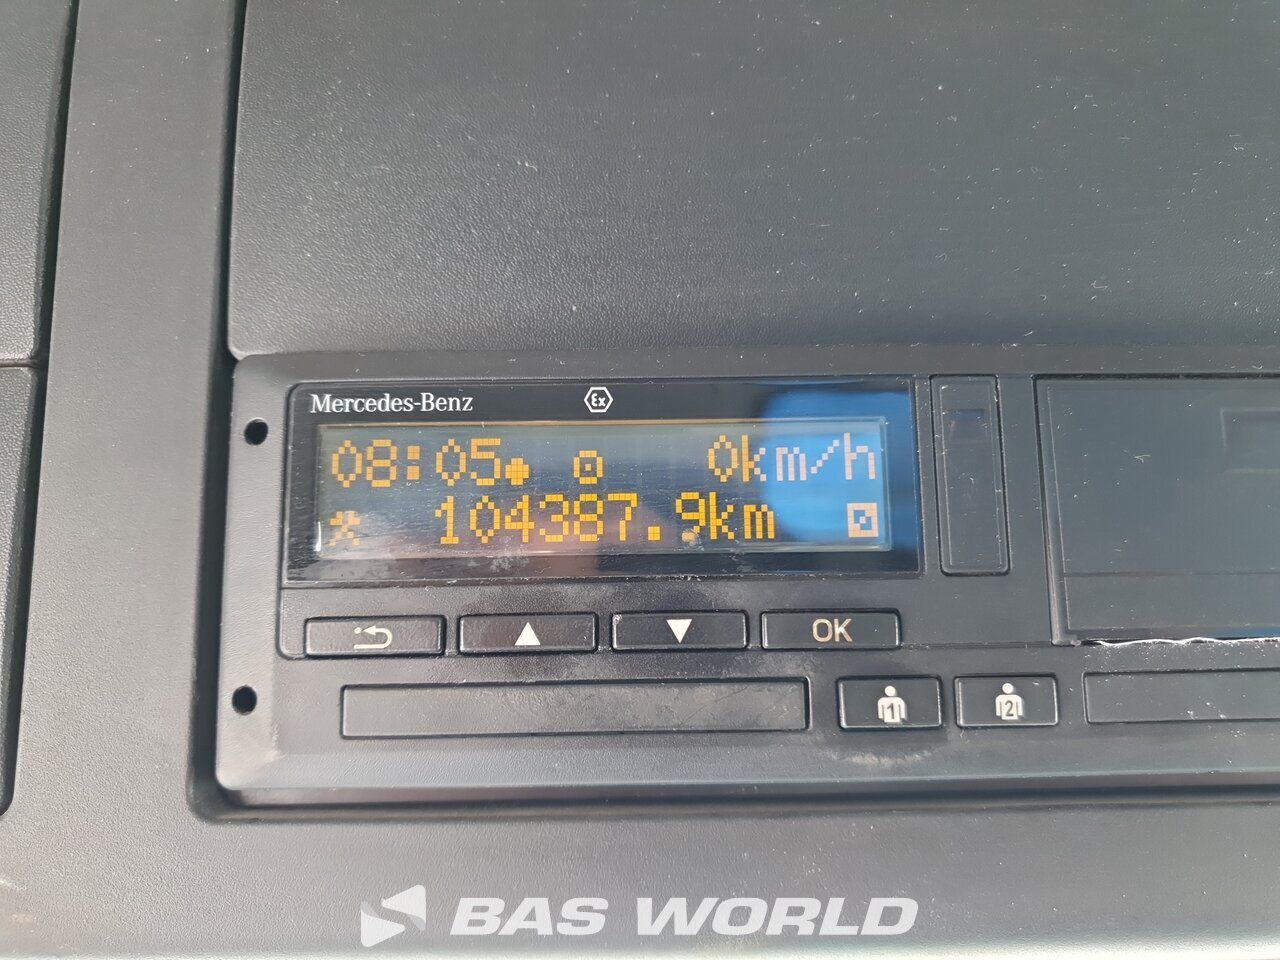 Mercedes-Benz
Ex
08:05 0km/h
104387.9km
OK
1 2
BAS WORLD